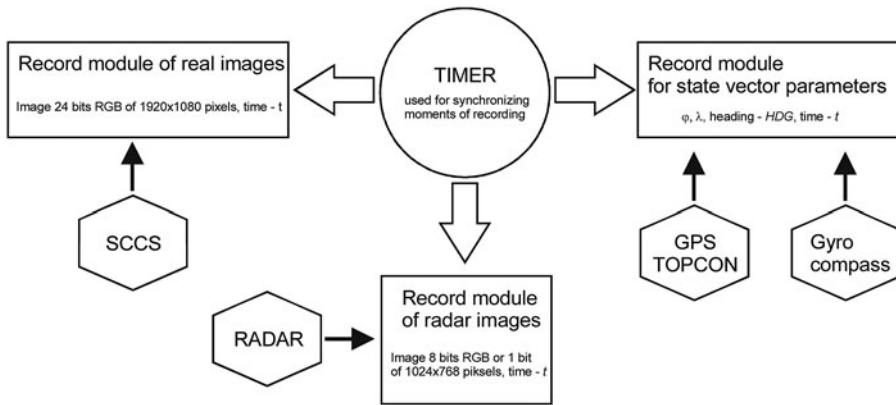 Record module of real images
Image 24 bits RGB of 1920x1080 pixels, time - t
SCCS
TIMER
used for synchronizing
moments of recording
Record module
for state vector parameters
φ, λ, heading - HDG, time - t
GPS
TOPCON
Gyro
compass
RADAR
Record module
of radar images
Image 8 bits RGB or 1 bit
of 1024x768 piksels, time - t